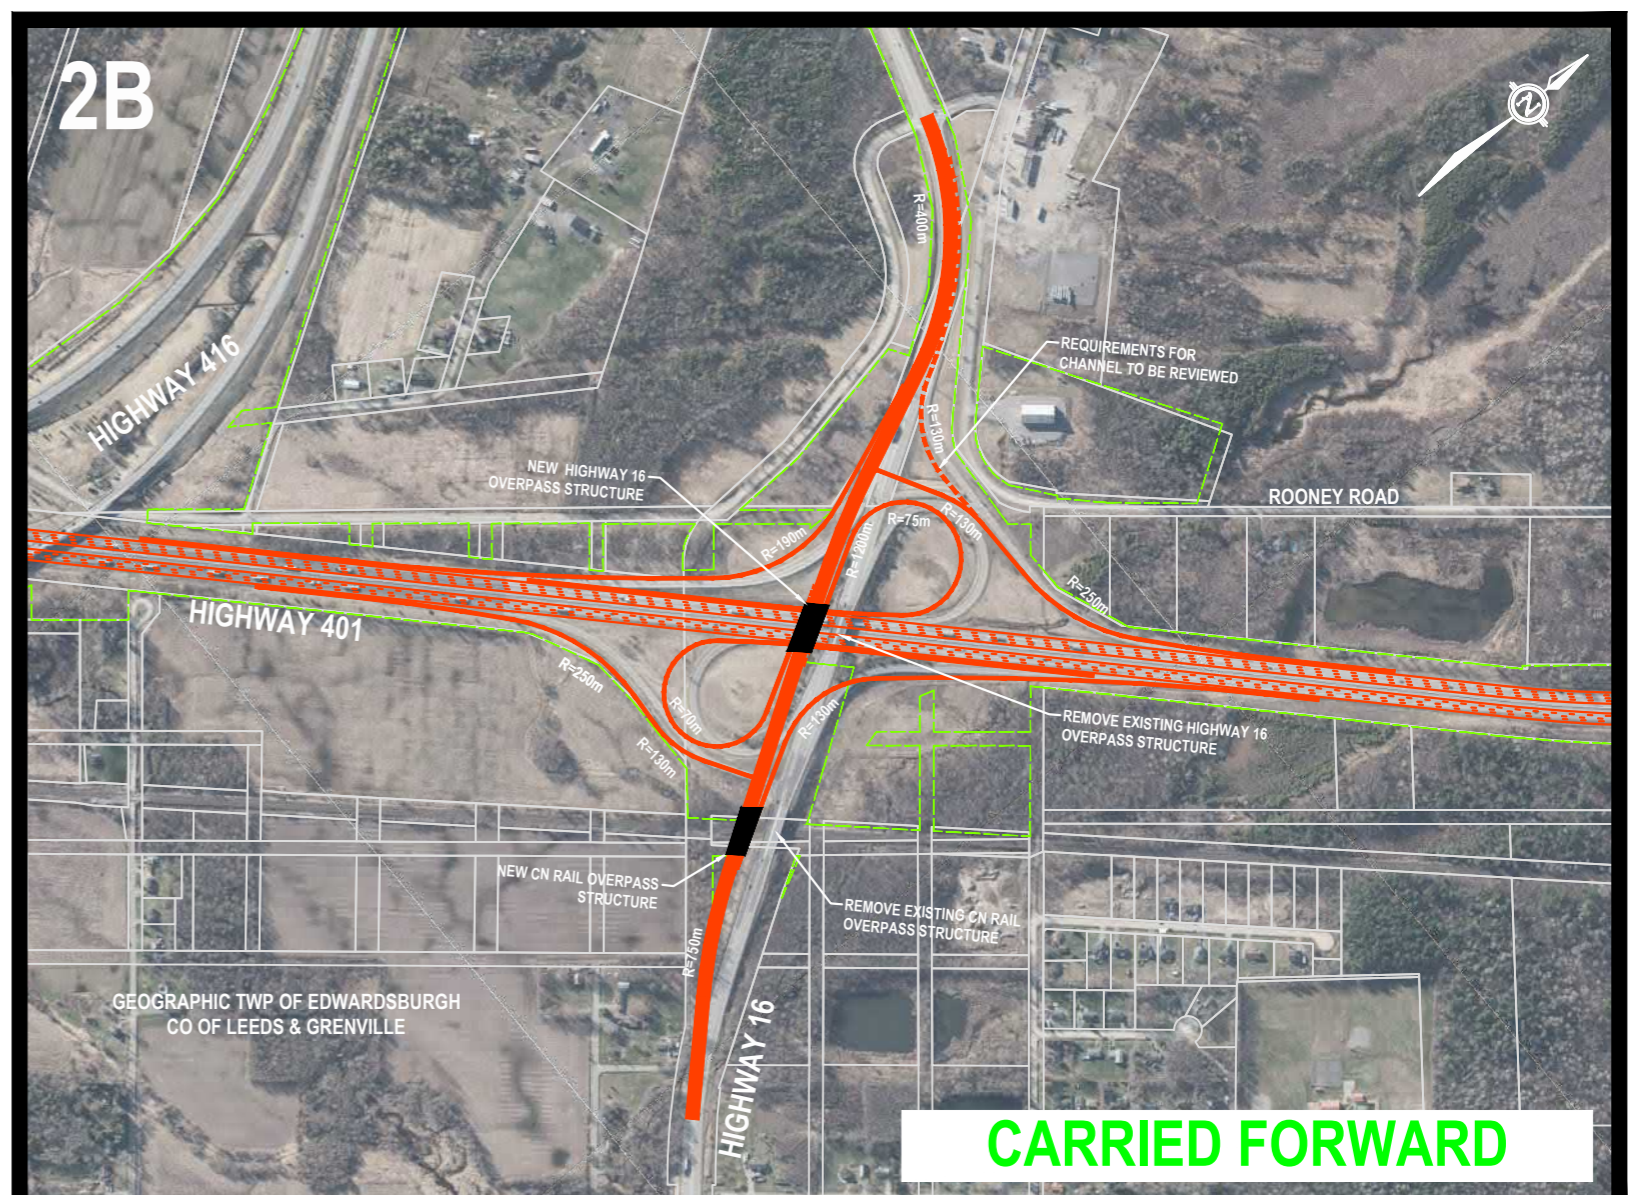 2B
N
R=400m
HIGHWAY 416
REQUIREMENTS FOR
CHANNEL TO BE REVIEWED
R=130m
NEW HIGHWAY 16
OVERPASS STRUCTURE
ROONEY ROAD
R=190m
R=1200m
R=75m
R=130m
R=250m
HIGHWAY 401
R=250m
R=70m
R=130m
R=130m
REMOVE EXISTING HIGHWAY 16
OVERPASS STRUCTURE
NEW CN RAIL OVERPASS
STRUCTURE
REMOVE EXISTING CN RAIL
OVERPASS STRUCTURE
R=750m
GEOGRAPHIC TWP OF EDWARDSBURGH
CO OF LEEDS & GRENVILLE
HIGHWAY 16
CARRIED FORWARD